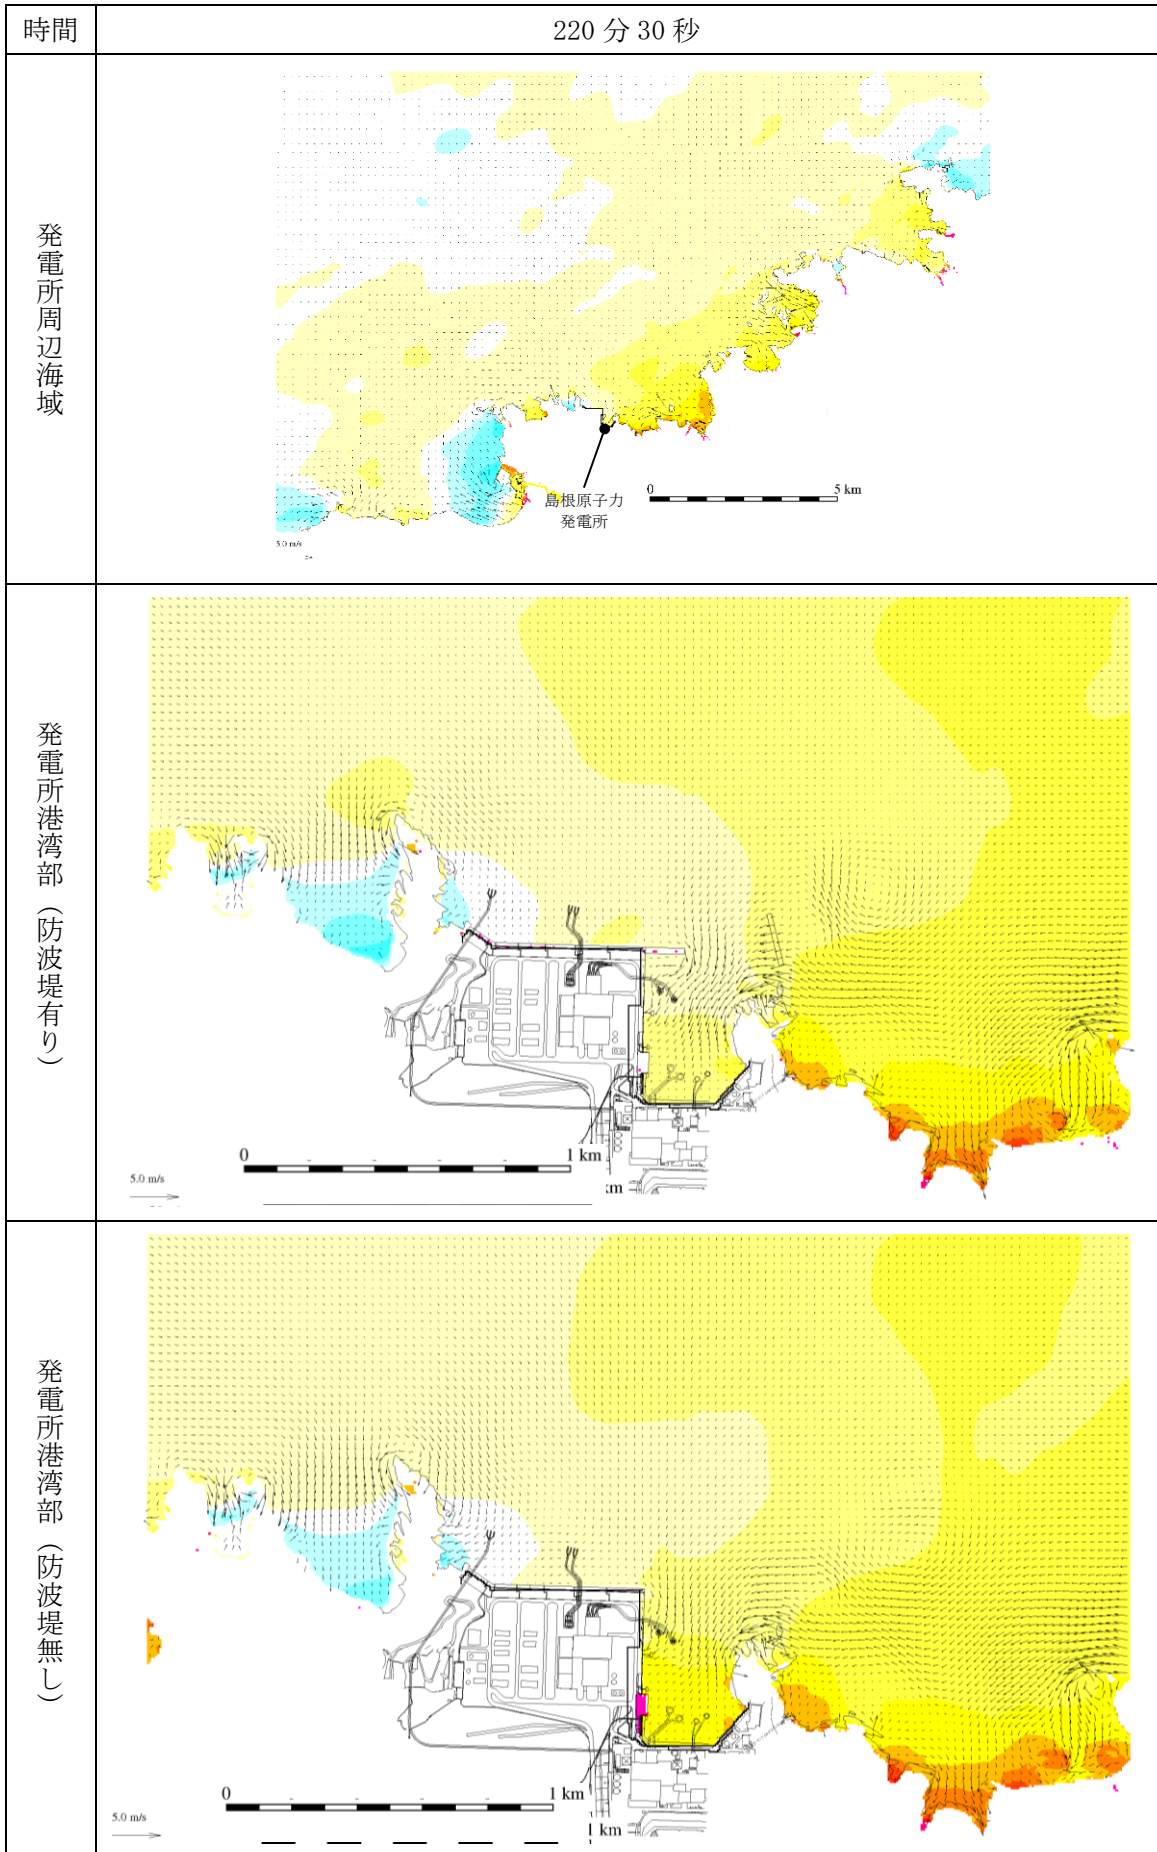 時間
220 分 30 秒
発電所周辺海域
島根原子力
発電所
0
5 km
5.0 m/s
発電所港湾部（防波堤有り）
0
1 km
5.0 m/s
km
発電所港湾部（防波堤無し）
0
1 km
5.0 m/s
km